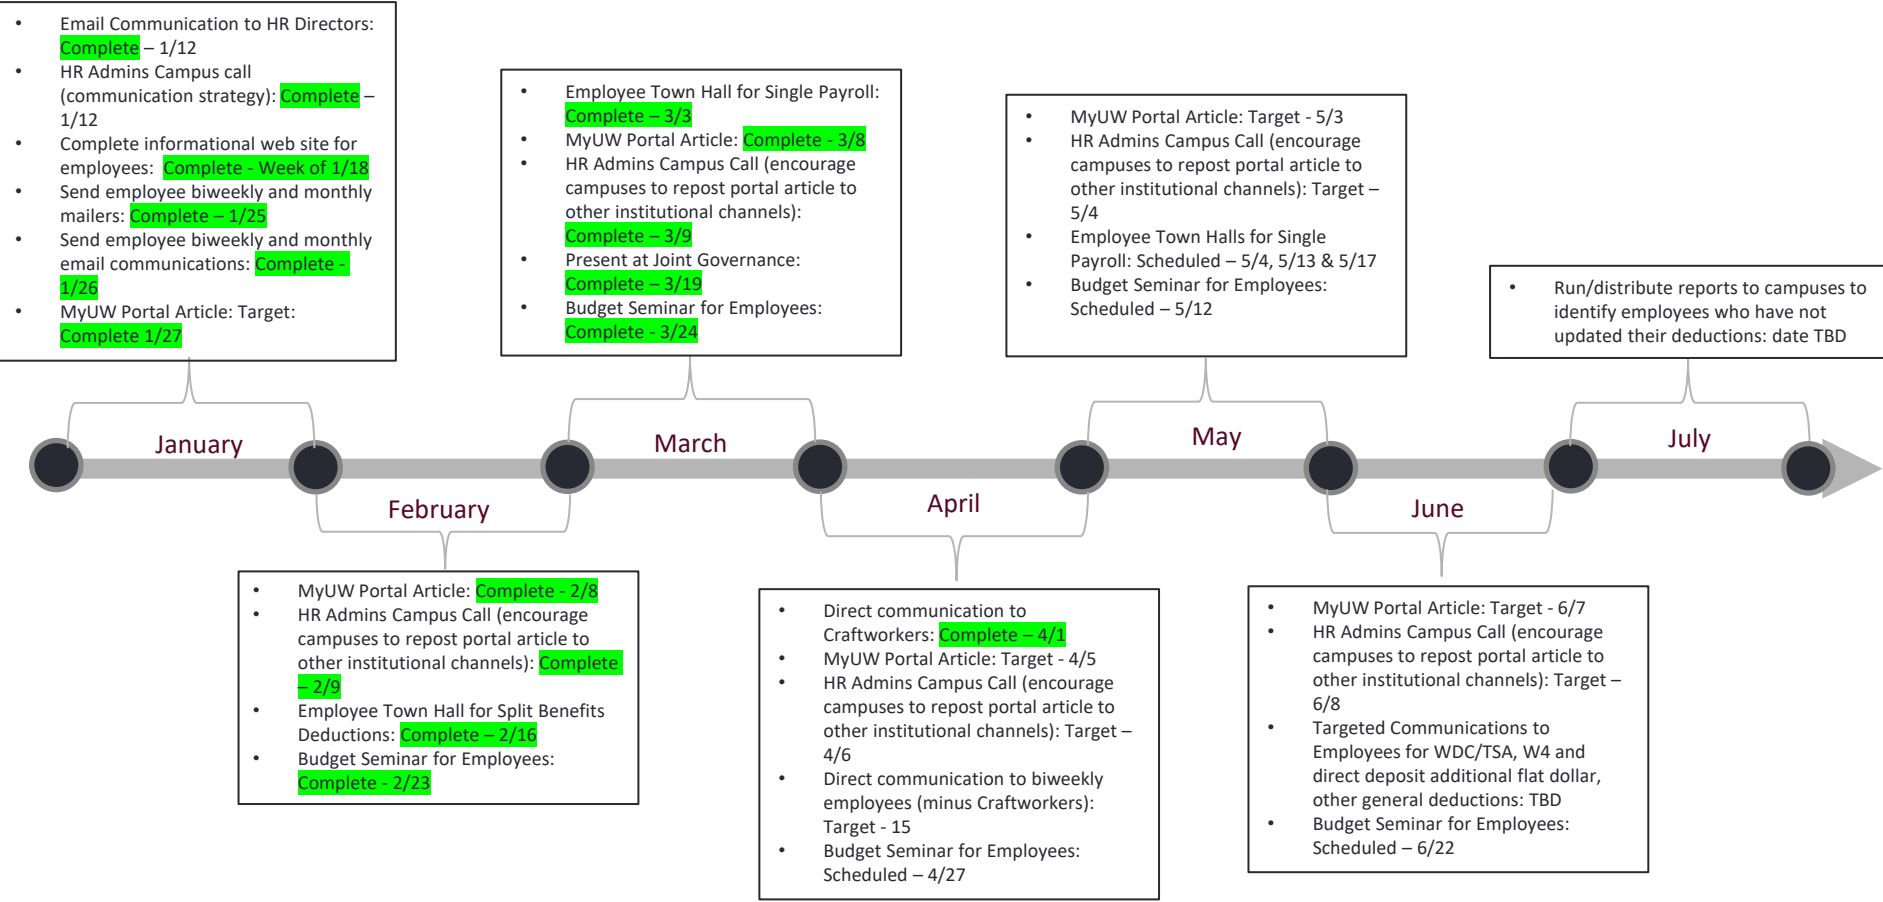 • Email Communication to HR Directors:
Complete – 1/12
• HR Admins Campus call
(communication strategy): Complete –
1/12
• Complete informational web site for
employees: Complete - Week of 1/18
• Send employee biweekly and monthly
mailers: Complete – 1/25
• Send employee biweekly and monthly
email communications: Complete -
1/26
• MyUW Portal Article: Target:
Complete 1/27
• Employee Town Hall for Single Payroll:
Complete – 3/3
• MyUW Portal Article: Complete - 3/8
• HR Admins Campus Call (encourage
campuses to repost portal article to
other institutional channels):
Complete – 3/9
• Present at Joint Governance:
Complete – 3/19
• Budget Seminar for Employees:
Complete - 3/24
• MyUW Portal Article: Target - 5/3
• HR Admins Campus Call (encourage
campuses to repost portal article to
other institutional channels): Target –
5/4
• Employee Town Halls for Single
Payroll: Scheduled – 5/4, 5/13 & 5/17
• Budget Seminar for Employees:
Scheduled – 5/12
• Run/distribute reports to campuses to
identify employees who have not
updated their deductions: date TBD
January
March
May
July
February
April
June
• MyUW Portal Article: Complete - 2/8
• HR Admins Campus Call (encourage
campuses to repost portal article to
other institutional channels): Complete
– 2/9
• Employee Town Hall for Split Benefits
Deductions: Complete – 2/16
• Budget Seminar for Employees:
Complete - 2/23
• Direct communication to
Craftworkers: Complete – 4/1
• MyUW Portal Article: Target - 4/5
• HR Admins Campus Call (encourage
campuses to repost portal article to
other institutional channels): Target –
4/6
• Direct communication to biweekly
employees (minus Craftworkers):
Target - 15
• Budget Seminar for Employees:
Scheduled – 4/27
• MyUW Portal Article: Target - 6/7
• HR Admins Campus Call (encourage
campuses to repost portal article to
other institutional channels): Target –
6/8
• Targeted Communications to
Employees for WDC/TSA, W4 and
direct deposit additional flat dollar,
other general deductions: TBD
• Budget Seminar for Employees:
Scheduled – 6/22